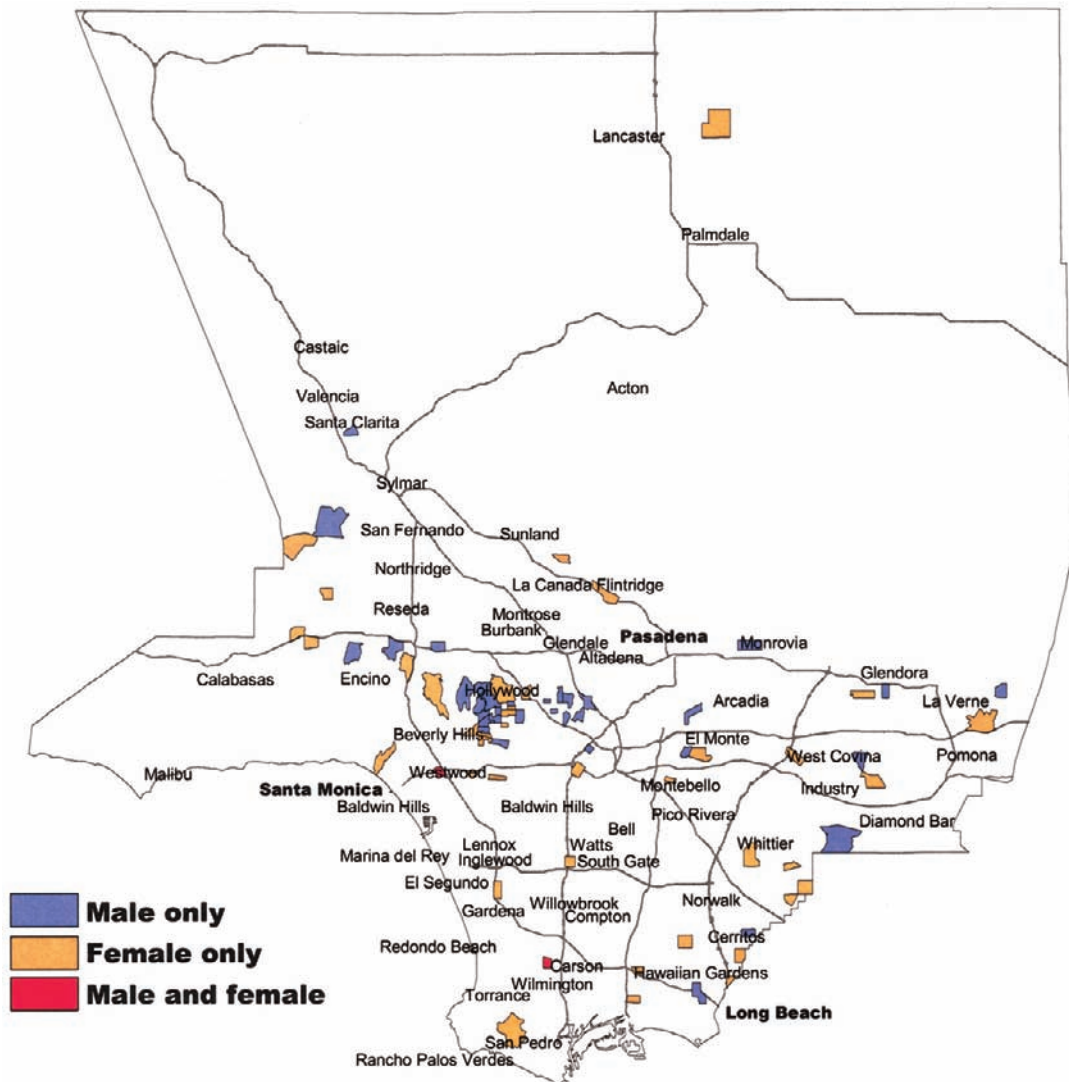 Lancaster
Palmdale
Castaic
Acton
Valencia
Santa Clarita
Sylmar
San Fernando
Sunland
Northridge
La Canada Flintridge
Reseda
Montrose
Burbank
Glendale
Pasadena
Monrovia
Altadena
Calabasas
Encino
Hollywood
Glendora
Arcadia
La Verne
Beverly Hills
El Monte
West Covina
Pomona
Malibu
Westwood
Santa Monica
Montebello
Industry
Baldwin Hills
Baldwin Hills
Pico Rivera
Diamond Bar
Bell
Marina del Rey
Lennox
Watts
Whittier
Inglewood
South Gate
El Segundo
Gardena
Willowbrook
Compton
Norwalk
Redondo Beach
Cerritos
Carson
Hawaiian Gardens
Wilmington
Torrance
Long Beach
San Pedro
Rancho Palos Verdes
Male only
Female only
Male and female